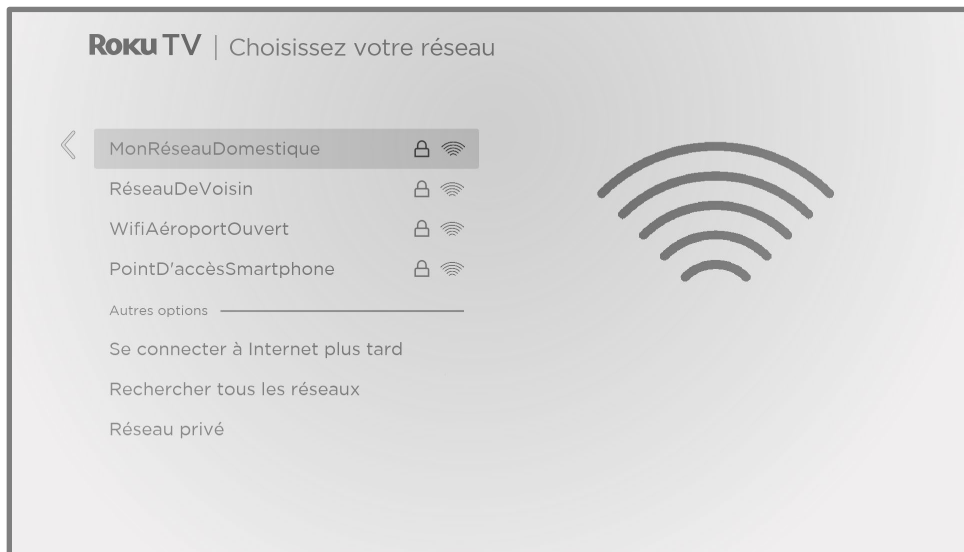 Roku TV | Choisissez votre réseau
MonRéseauDomestique
RéseauDeVoisin
WifiAéroportOuvert
PointD'accèsSmartphone
Autres options
Se connecter à Internet plus tard
Rechercher tous les réseaux
Réseau privé